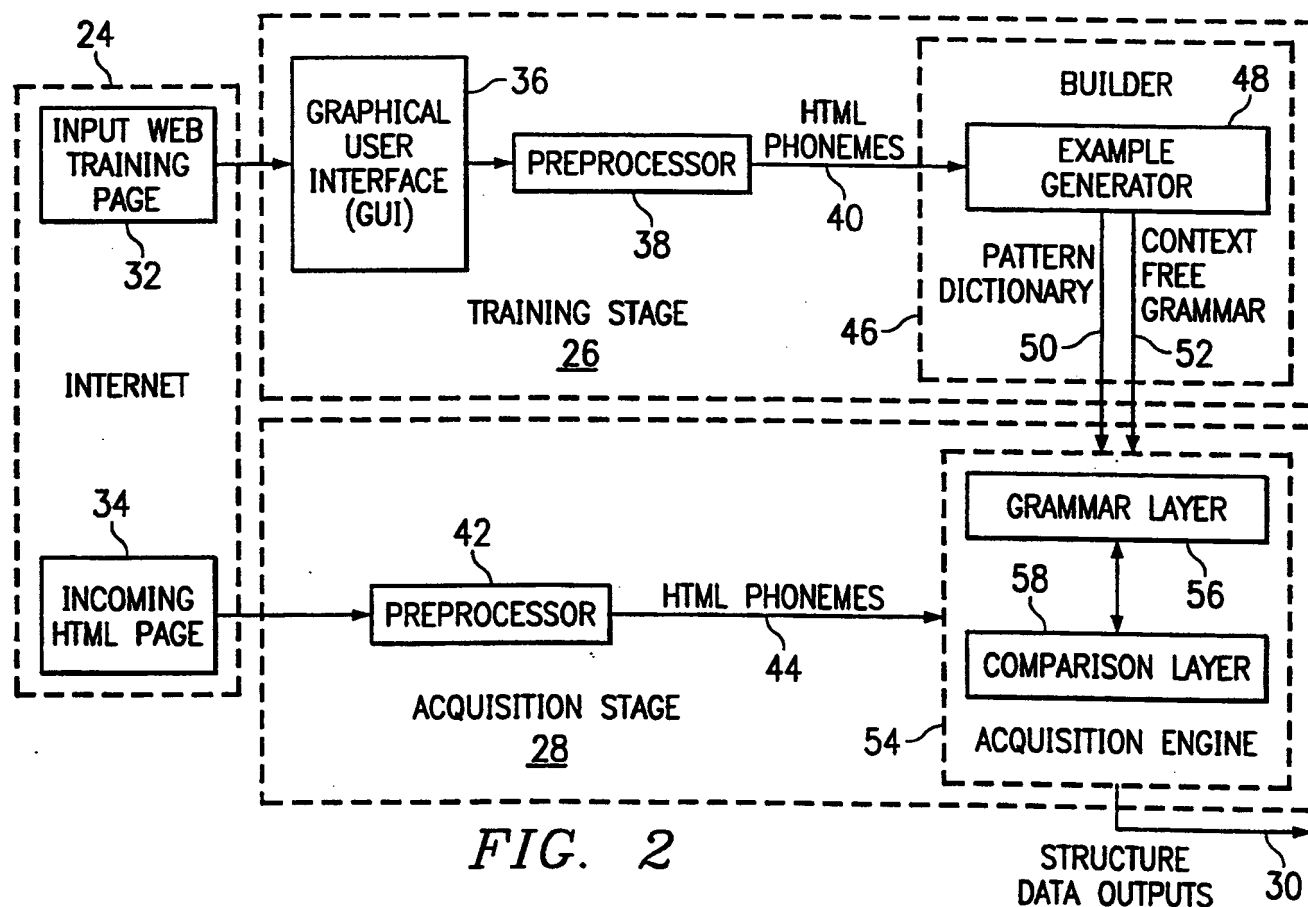 24
INPUT WEB
TRAINING
PAGE
32
INTERNET
34
INCOMING
HTML PAGE
GRAPHICAL
USER
INTERFACE
(GUI)
36
PREPROCESSOR
38
HTML
PHONEMES
40
TRAINING STAGE
26
BUILDER
48
EXAMPLE
GENERATOR
PATTERN
DICTIONARY
CONTEXT
FREE
GRAMMAR
46
50
52
42
PREPROCESSOR
HTML PHONEMES
44
ACQUISITION STAGE
28
GRAMMAR LAYER
58
56
COMPARISON LAYER
54
ACQUISITION ENGINE
STRUCTURE
DATA OUTPUTS
30
FIG. 2